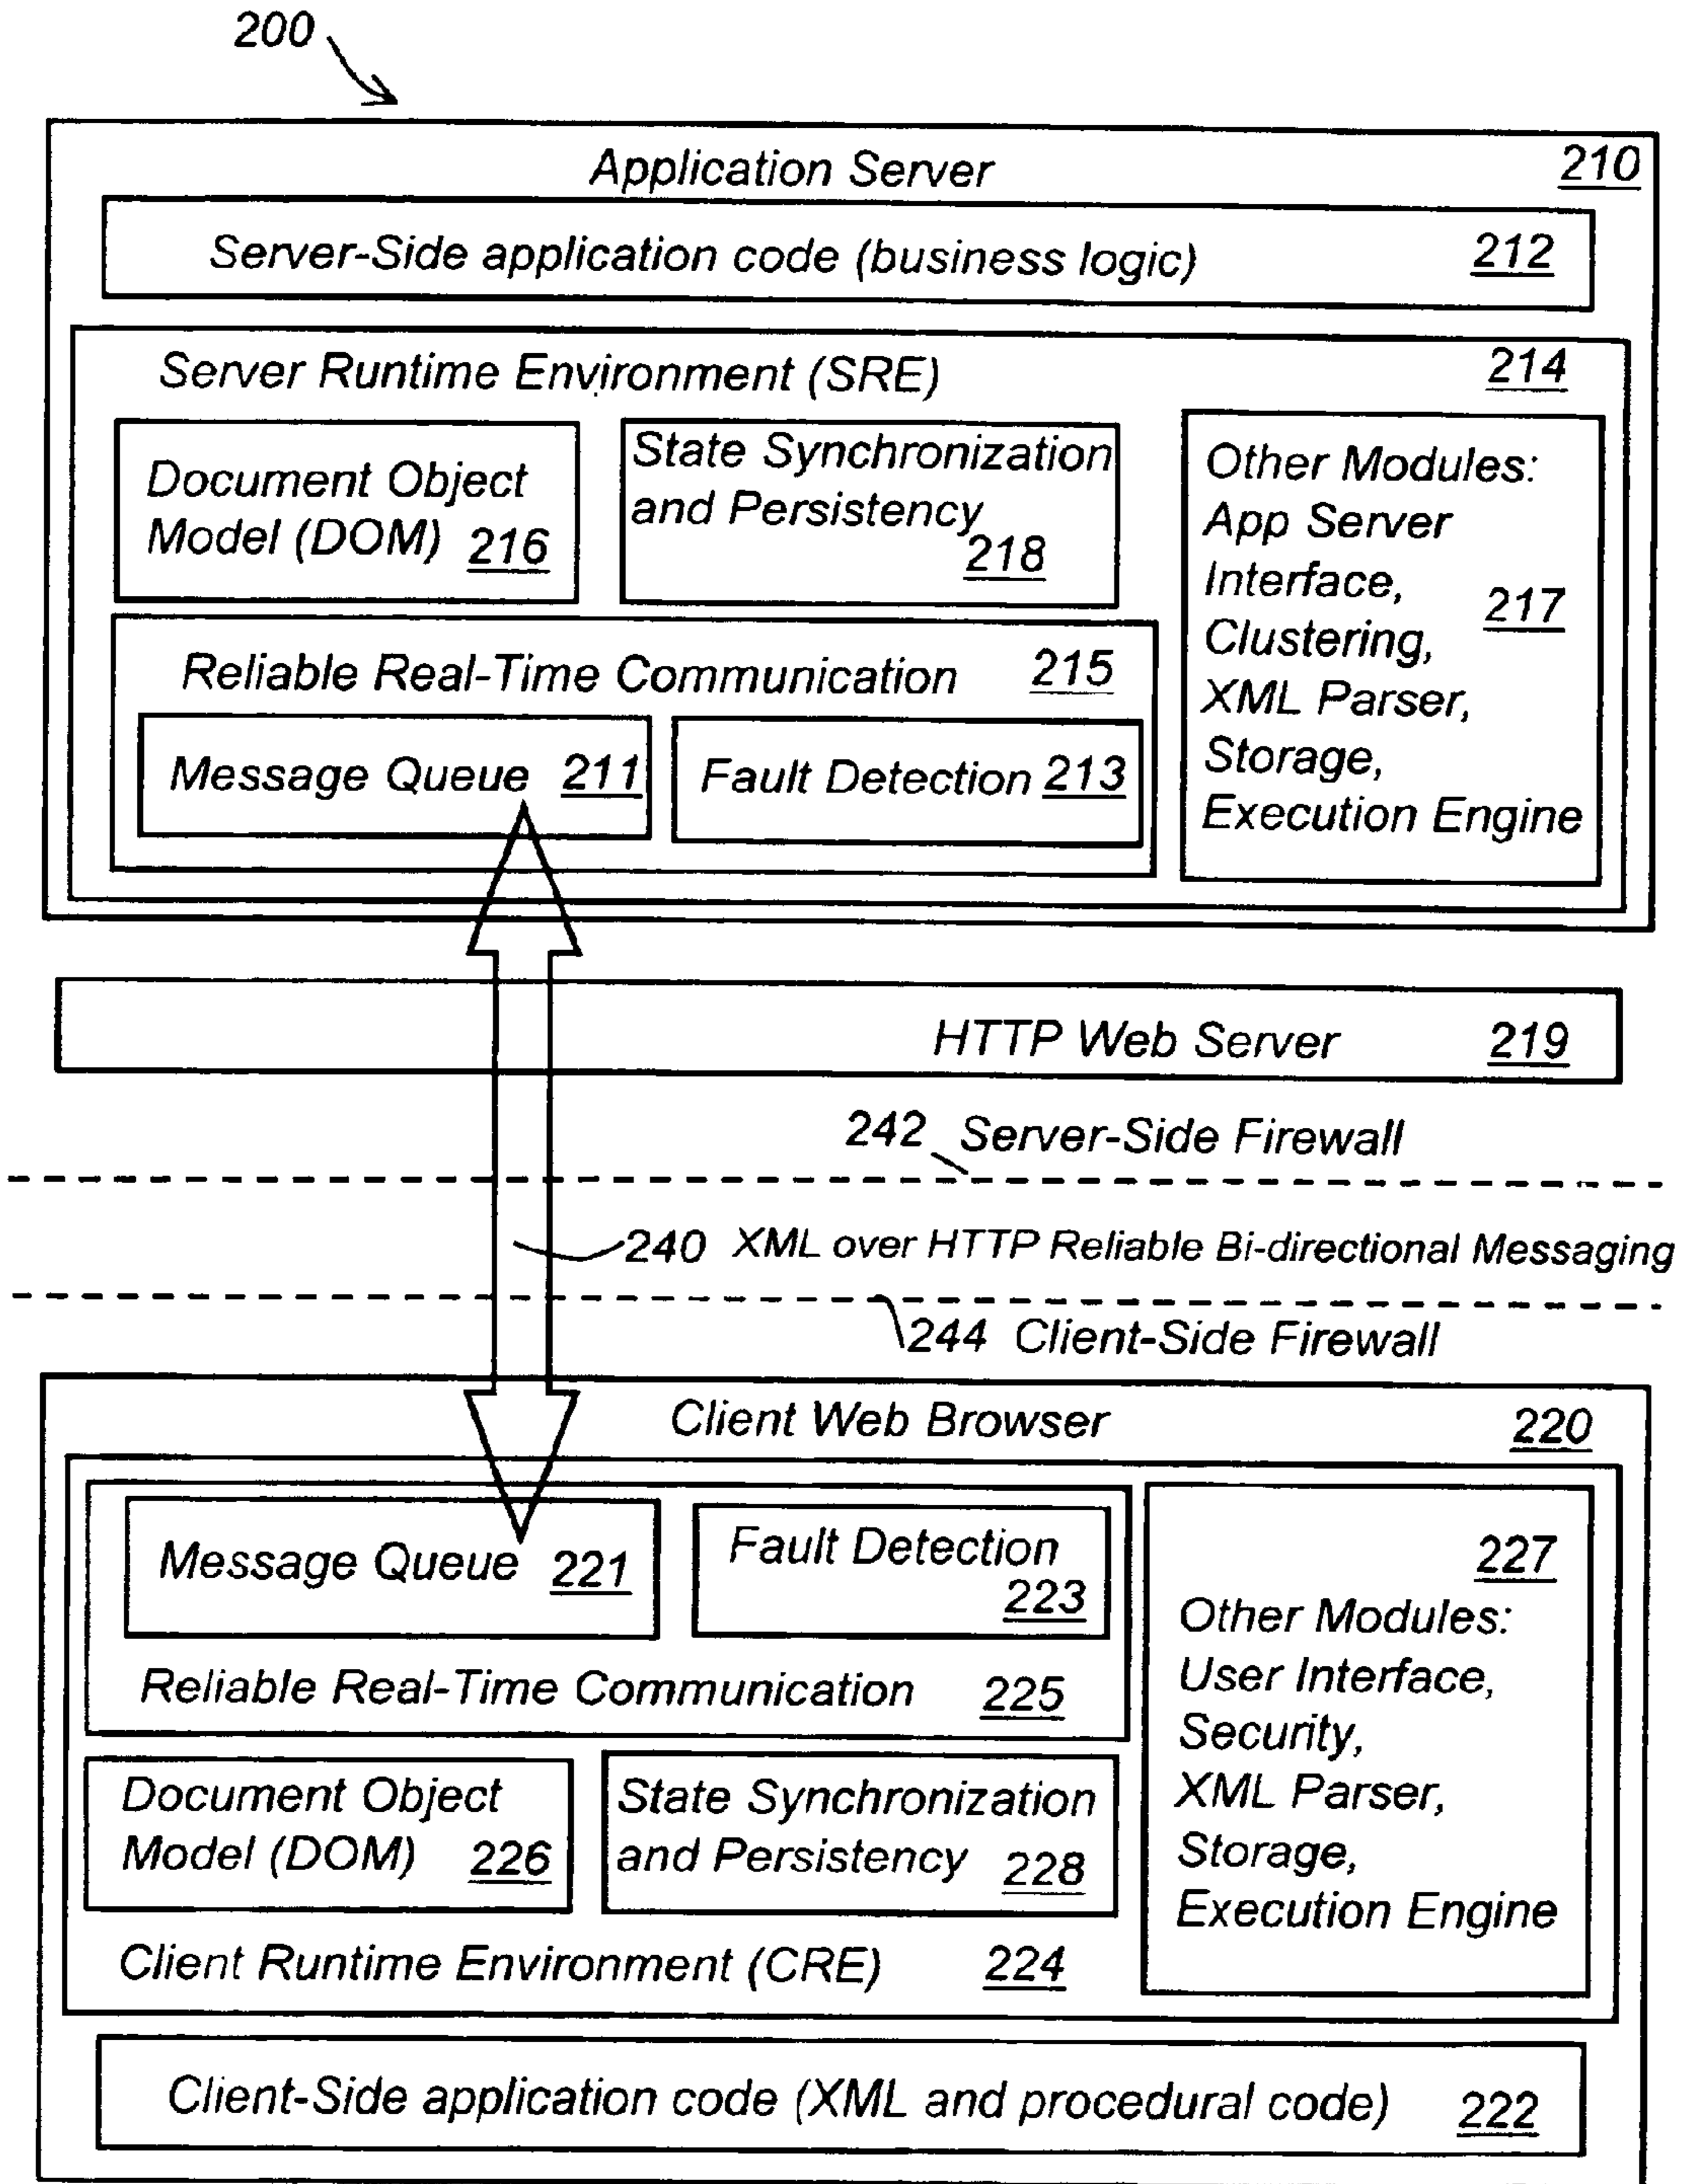 200
Application Server 210
Server-Side application code (business logic) 212
Server Runtime Environment (SRE) 214
Document Object
Model (DOM) 216
State Synchronization
and Persistency
218
Other Modules:
App Server
Interface,
217
Clustering,
XML Parser,
Storage,
Execution Engine
Reliable Real-Time Communication 215
Message Queue 211
Fault Detection 213
HTTP Web Server 219
242 Server-Side Firewall
240 XML over HTTP Reliable Bi-directional Messaging
244 Client-Side Firewall
Client Web Browser 220
Message Queue 221
Fault Detection
223
Reliable Real-Time Communication 225
227
Other Modules:
User Interface,
Security,
XML Parser,
Storage,
Execution Engine
Document Object
Model (DOM) 226
State Synchronization
and Persistency 228
Client Runtime Environment (CRE) 224
Client-Side application code (XML and procedural code) 222